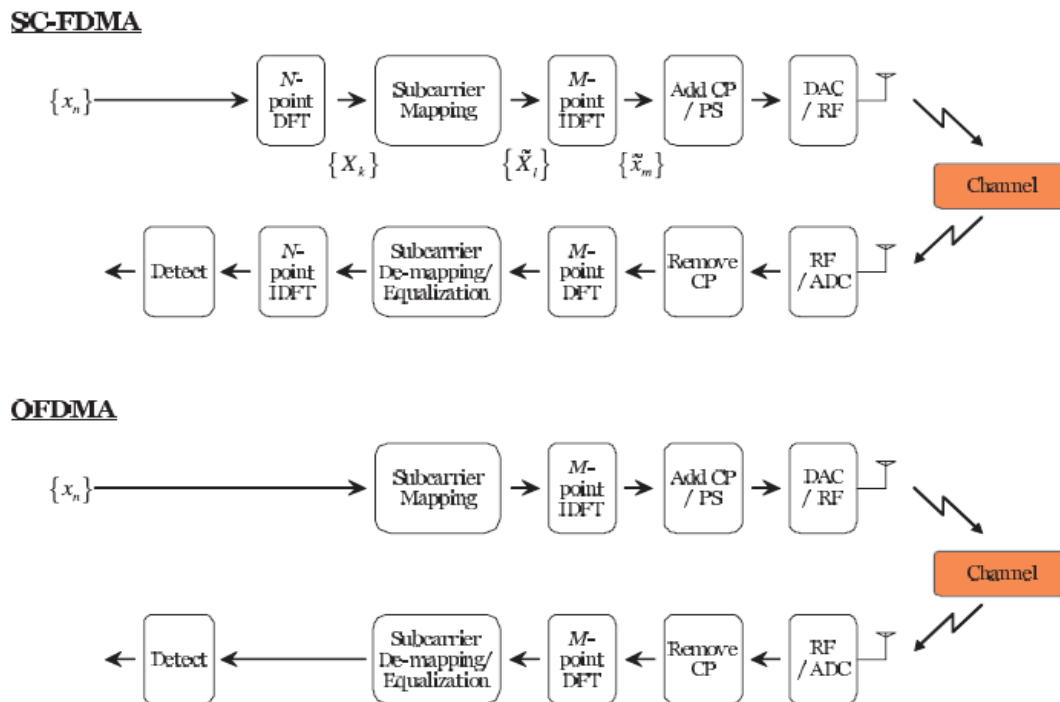 SC-FDMA
{x_n}
N-
point
DFT
Subcarrier
Mapping
M-
point
IDFT
Add CP
/ PS
DAC
/ RF
{X_k}
{X̃_l}
{x̃_m}
Channel
Detect
N-
point
IDFT
Subcarrier
De-mapping/
Equalization
M-
point
DFT
Remove
CP
RF
/ ADC
OFDMA
{x_n}
Subcarrier
Mapping
M-
point
IDFT
Add CP
/ PS
DAC
/ RF
Channel
Detect
Subcarrier
De-mapping/
Equalization
M-
point
DFT
Remove
CP
RF
/ ADC